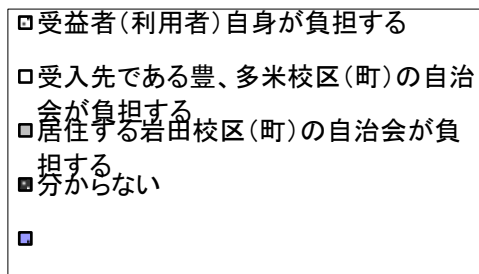 受益者(利用者)自身が負担する
受入先である豊、多米校区(町)の自治
会が負担する
居住する岩田校区(町)の自治会が負
担する
分からない